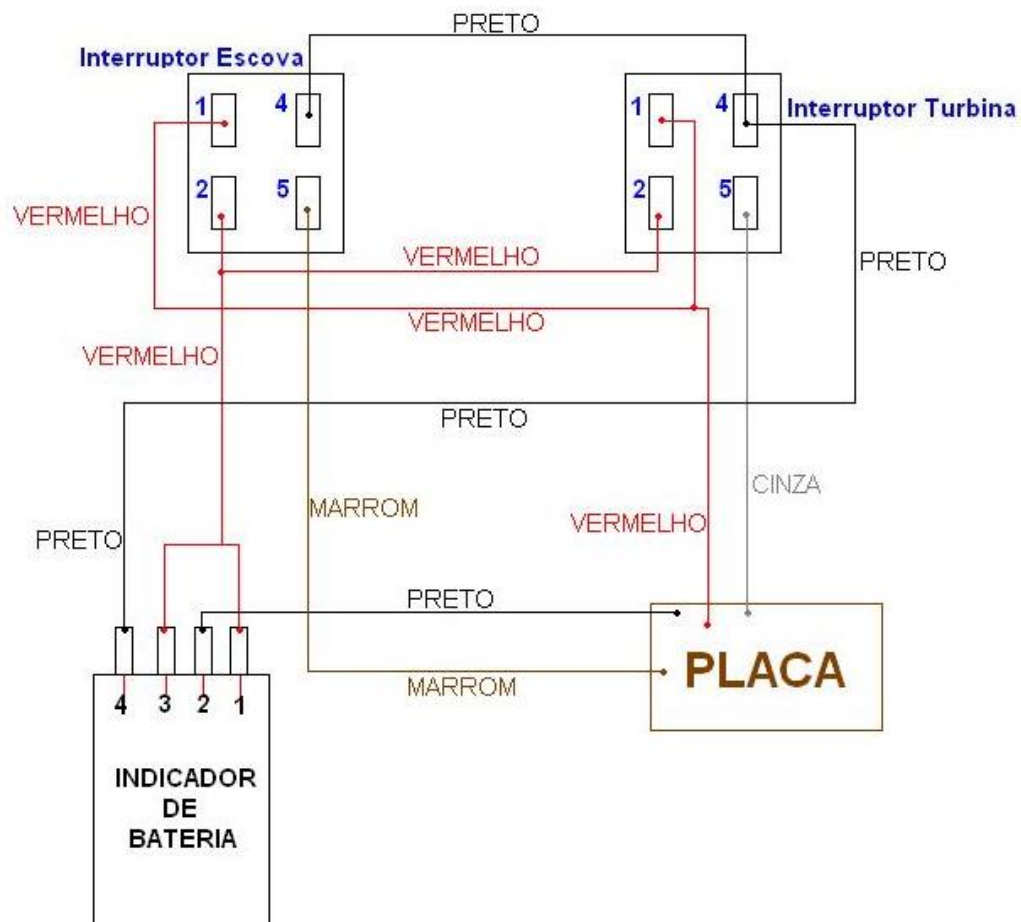 PRETO
Interruptor Escova
1
4
2
5
1
4
2
5
Interruptor Turbina
VERMELHO
VERMELHO
PRETO
VERMELHO
VERMELHO
PRETO
CINZA
MARROM
VERMELHO
PRETO
PRETO
MARROM
PLACA
4 3 2 1
INDICADOR
DE
BATERIA